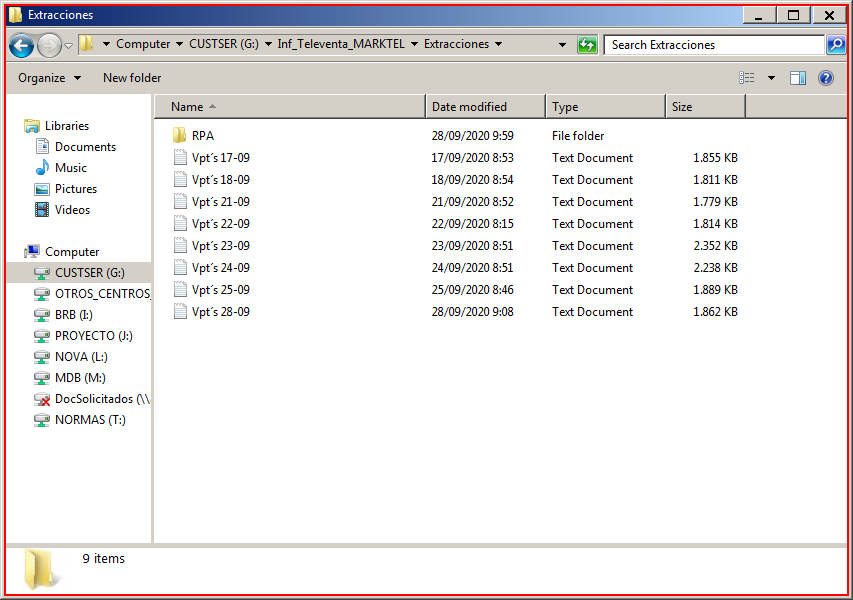 Extracciones
Computer CUSTSER (G:) Inf_Televenta_MARKTEL Extracciones Search Extracciones
Organize New folder
Name Date modified Type Size
Libraries
Documents
Music
Pictures
Videos
Computer
CUSTSER (G:)
OTROS_CENTROS_
BRB (I:)
PROYECTO (J:)
NOVA (L:)
MDB (M:)
DocSolicitados (\\
NORMAS (T:)
RPA 28/09/2020 9:59 File folder
Vpt´s 17-09 17/09/2020 8:53 Text Document 1.855 KB
Vpt´s 18-09 18/09/2020 8:54 Text Document 1.811 KB
Vpt´s 21-09 21/09/2020 8:52 Text Document 1.779 KB
Vpt´s 22-09 22/09/2020 8:15 Text Document 1.814 KB
Vpt´s 23-09 23/09/2020 8:51 Text Document 2.352 KB
Vpt´s 24-09 24/09/2020 8:51 Text Document 2.238 KB
Vpt´s 25-09 25/09/2020 8:46 Text Document 1.889 KB
Vpt´s 28-09 28/09/2020 9:08 Text Document 1.862 KB
9 items